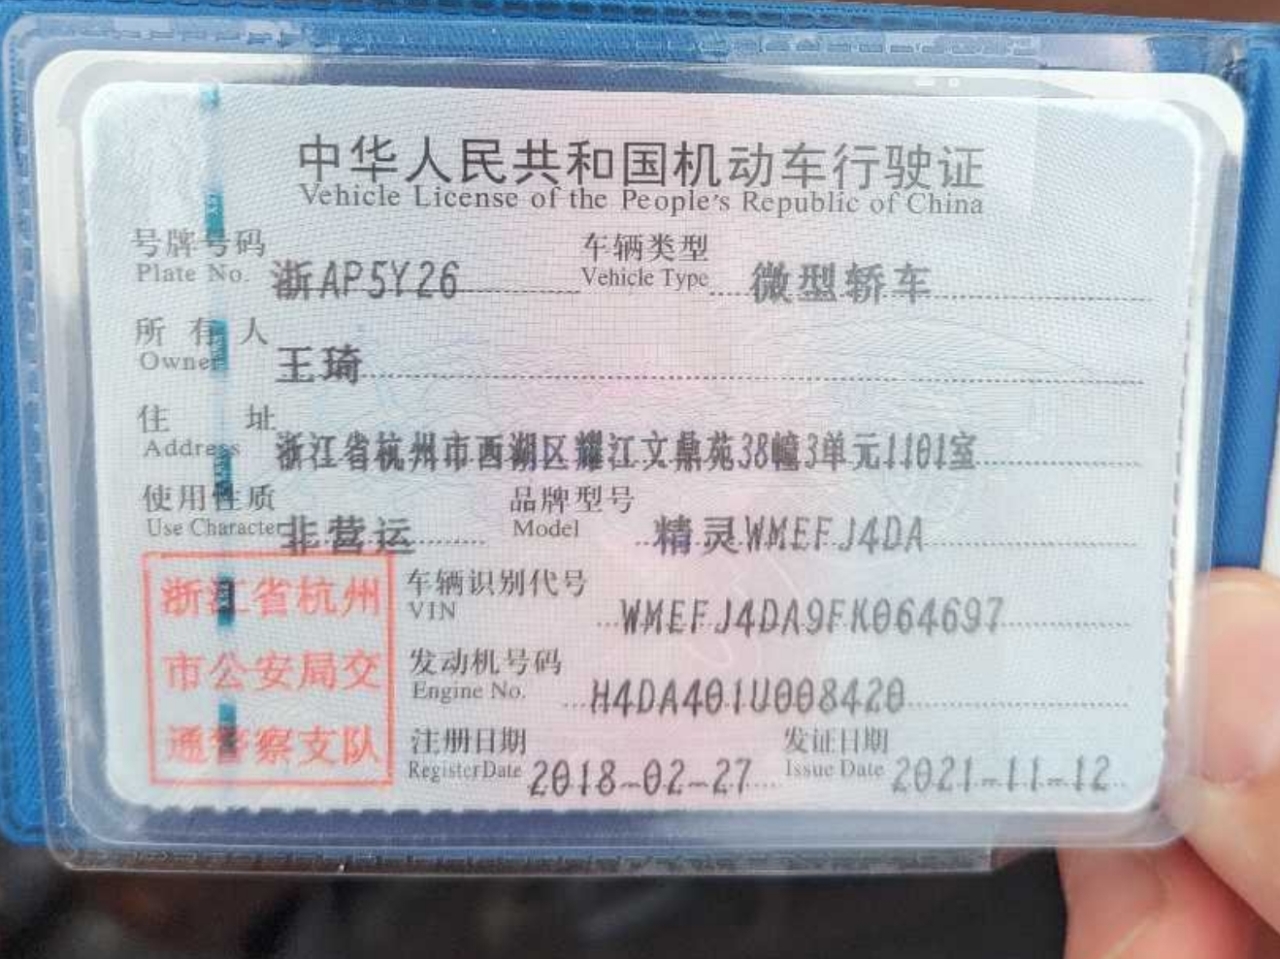 中华人民共和国机动车行驶证
Vehicle License of the People's Republic of China
号牌号码 浙AP5Y26 车辆类型 微型轿车
Plate No. Vehicle Type
所有人 王琦
Owner
住址 浙江省杭州市西湖区耀江文鼎苑38幢3单元1101室
Address
使用性质 非营运 品牌型号 精灵WMEFJ4DA
Use Character Model
浙江省杭州
市公安局交
通警察支队
车辆识别代号 WMEFJ4DA9FK064697
VIN
发动机号码 H4DA401U008420
Engine No.
注册日期 2018-02-27 发证日期 2021-11-12
Register Date Issue Date